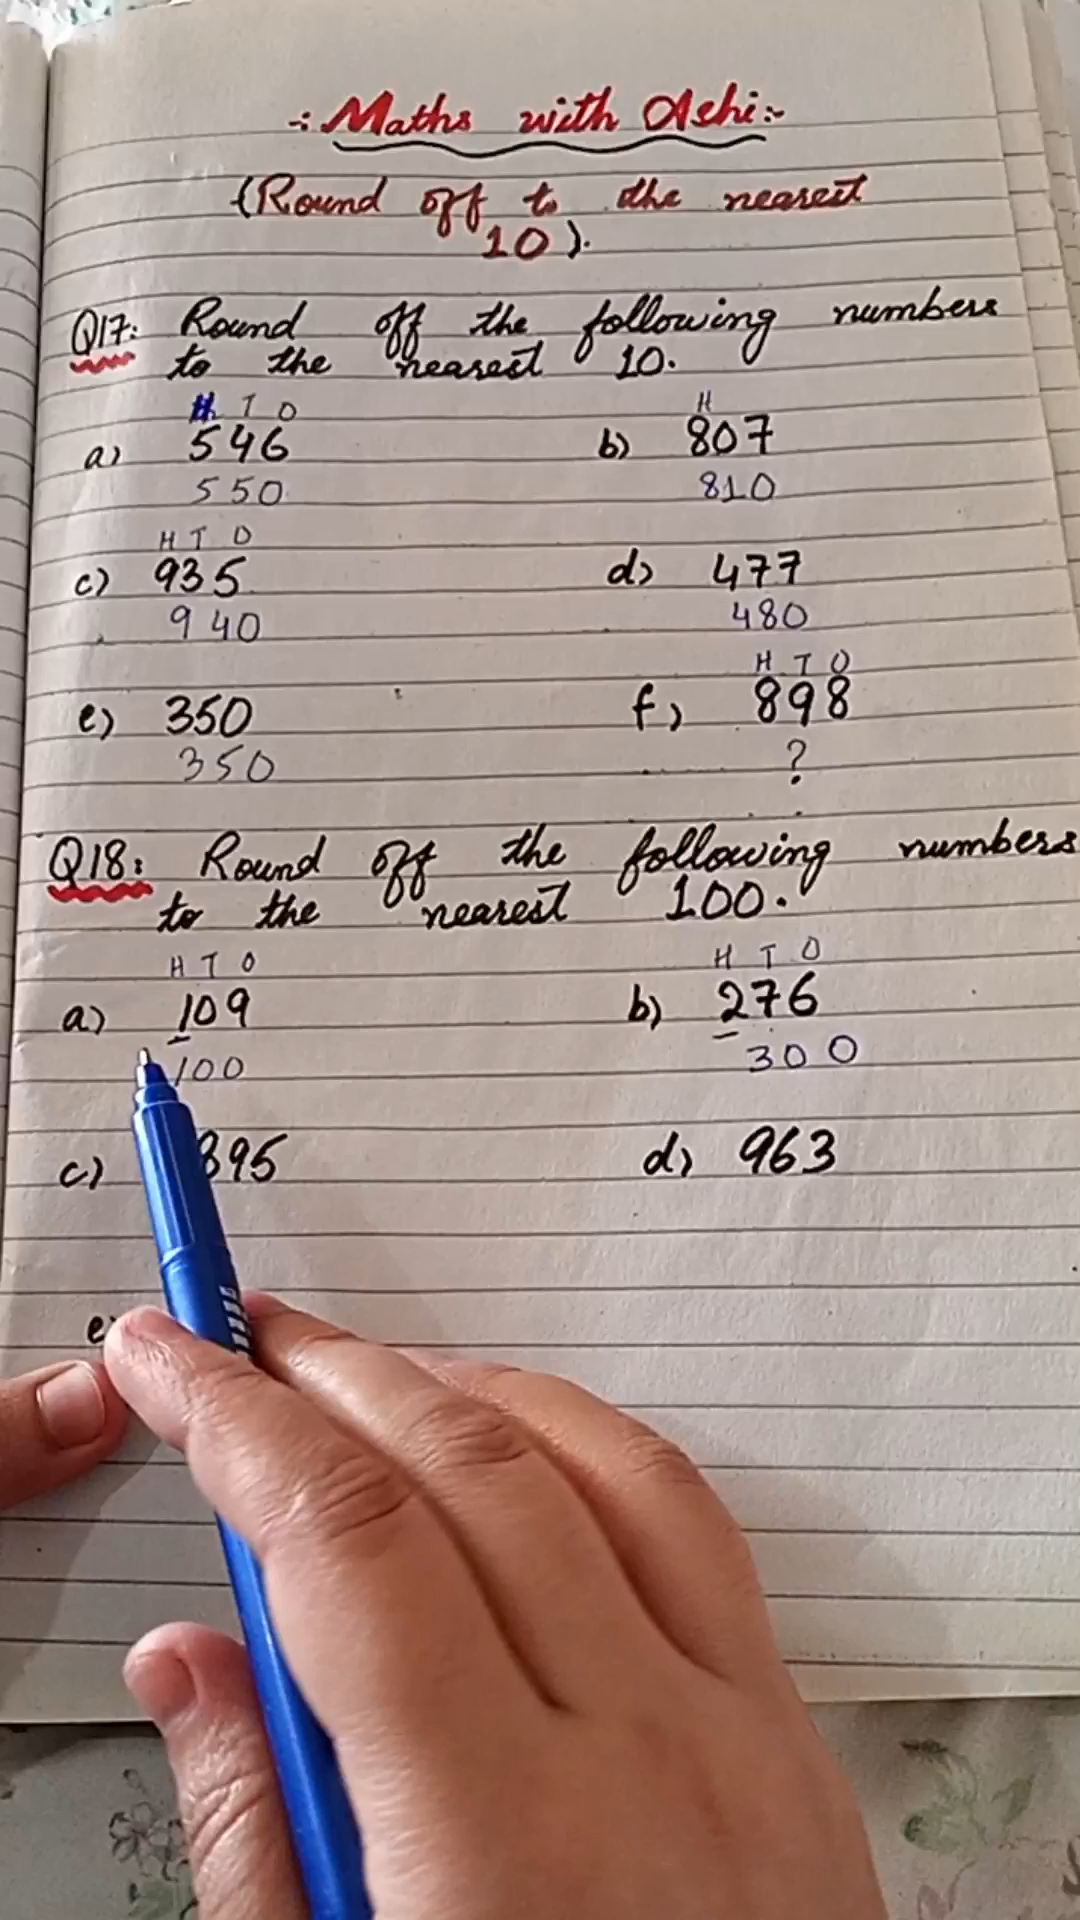 -: Maths with Ashi:-
(Round off to the nearest
10).
Q17: Round off the following numbers
to the nearest 10.
H T O H
a) 546 b) 807
550 810
H T O
c) 935 d) 477
940 480
H T O
e) 350 f) 898
350 ?
Q18: Round off the following numbers
to the nearest 100.
H T O H T O
a) 109 b) 276
100 300
c) 895 d) 963
e)